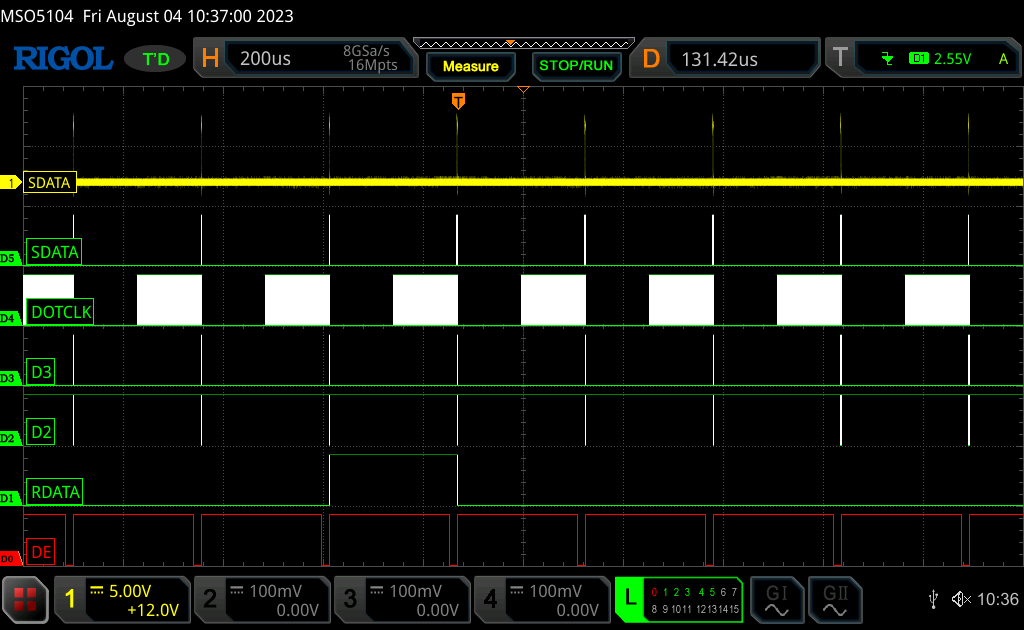 MSO5104 Fri August 04 10:37:00 2023
RIGOL T'D H 200us 8GSa/s 16Mpts Measure STOP/RUN D 131.42us T D1 2.55V A
T
1 SDATA
D5 SDATA
D4 DOTCLK
D3 D3
D2 D2
D1 RDATA
D0 DE
1 5.00V +12.0V 2 100mV 0.00V 3 100mV 0.00V 4 100mV 0.00V L 0 1 2 3 4 5 6 7 GI GII 10:36
8 9 10 11 12 13 14 15